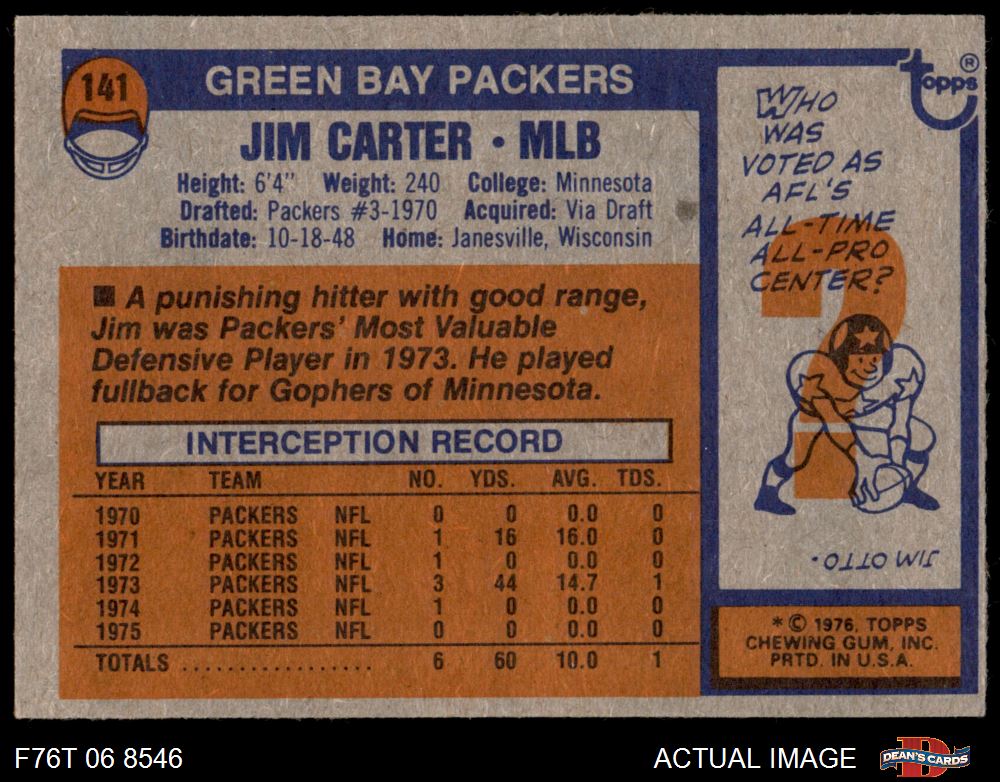 141
GREEN BAY PACKERS
JIM CARTER • MLB
Height: 6'4" Weight: 240 College: Minnesota
Drafted: Packers #3-1970 Acquired: Via Draft
Birthdate: 10-18-48 Home: Janesville, Wisconsin
■ A punishing hitter with good range,
Jim was Packers' Most Valuable
Defensive Player in 1973. He played
fullback for Gophers of Minnesota.
INTERCEPTION RECORD
YEAR TEAM NO. YDS. AVG. TDS.
1970 PACKERS NFL 0 0 0.0 0
1971 PACKERS NFL 1 16 16.0 0
1972 PACKERS NFL 1 0 0.0 0
1973 PACKERS NFL 3 44 14.7 1
1974 PACKERS NFL 1 0 0.0 0
1975 PACKERS NFL 0 0 0.0 0
TOTALS .................. 6 60 10.0 1
topps ®
WHO
WAS
VOTED AS
AFL'S
ALL-TIME
ALL-PRO
CENTER?
?
JIM OTTO.
* © 1976, TOPPS
CHEWING GUM, INC.
PRTD. IN U.S.A.
F76T 06 8546
ACTUAL IMAGE
D
DEAN'S CARDS